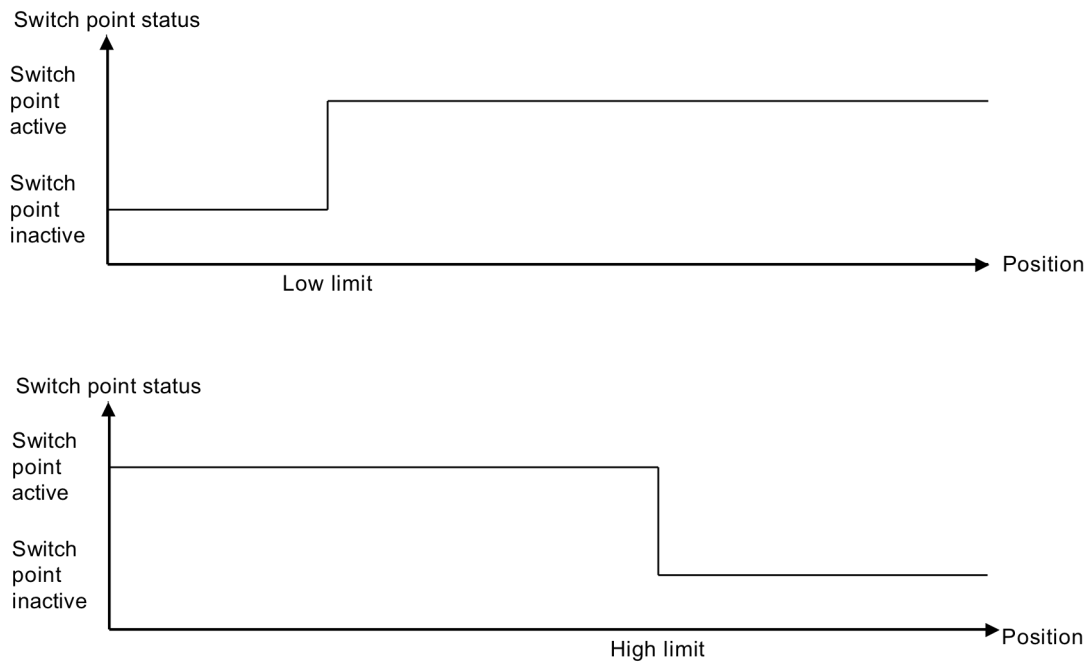 Switch point status
Switch
point
active
Switch
point
inactive
Position
Low limit
Switch point status
Switch
point
active
Switch
point
inactive
Position
High limit